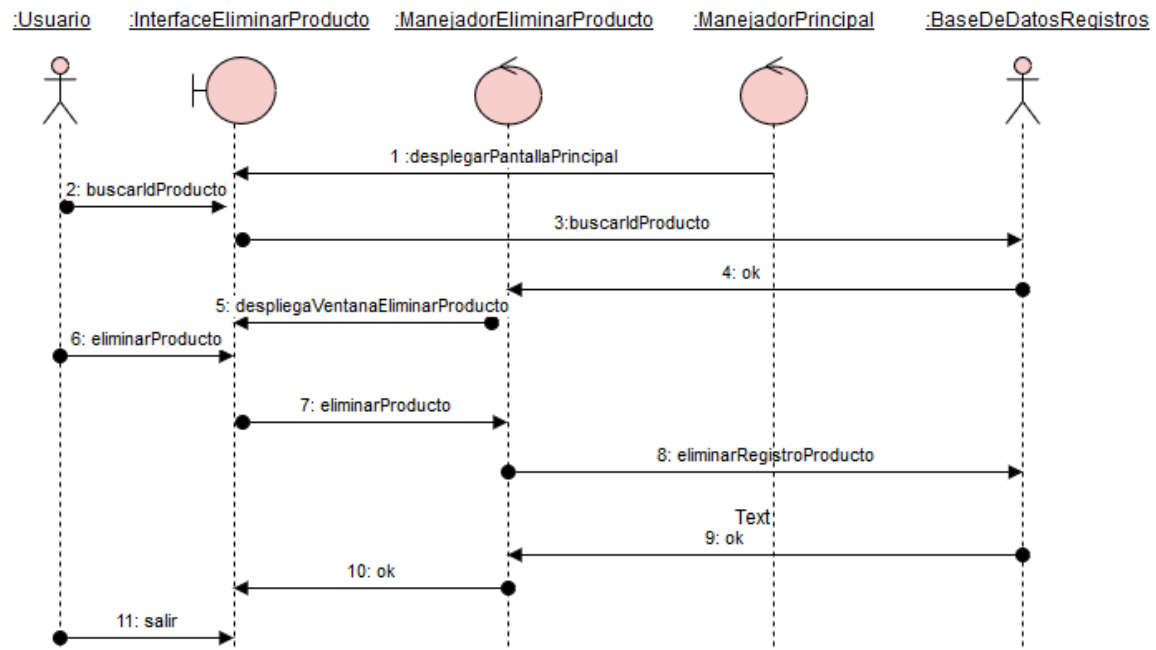 :Usuario :InterfaceEliminarProducto :ManejadorEliminarProducto :ManejadorPrincipal :BaseDeDatosRegistros
1 :desplegarPantallaPrincipal
2: buscarIdProducto
3:buscarIdProducto
4: ok
5: despliegaVentanaEliminarProducto
6: eliminarProducto
7: eliminarProducto
8: eliminarRegistroProducto
Text
9: ok
10: ok
11: salir